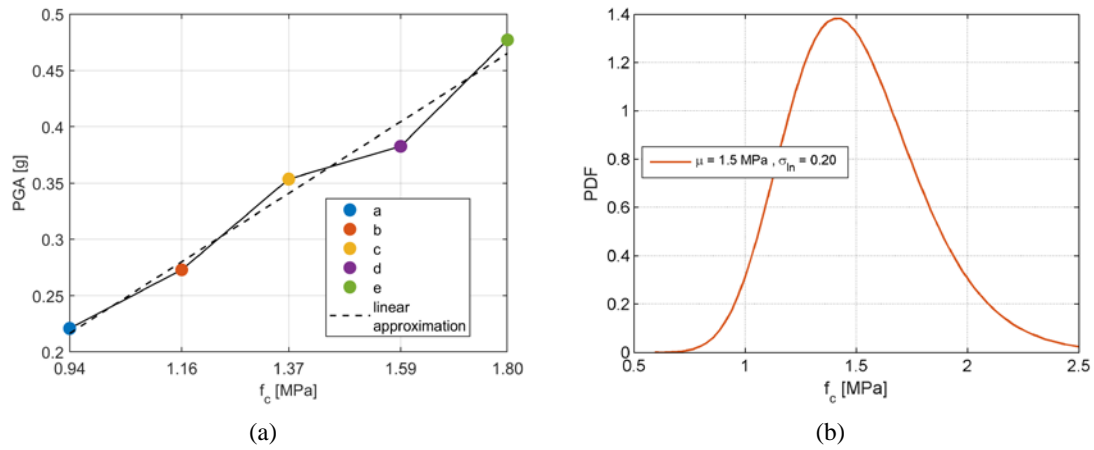 0.5
0.45
0.4
0.35
0.3
0.25
0.2
PGA [g]
a
b
c
d
e
linear
approximation
0.94 1.16 1.37 1.59 1.80
f_c [MPa]
(a)
1.4
1.2
1
0.8
0.6
0.4
0.2
0
PDF
μ = 1.5 MPa , σ_ln = 0.20
0.5 1 1.5 2 2.5
f_c [MPa]
(b)